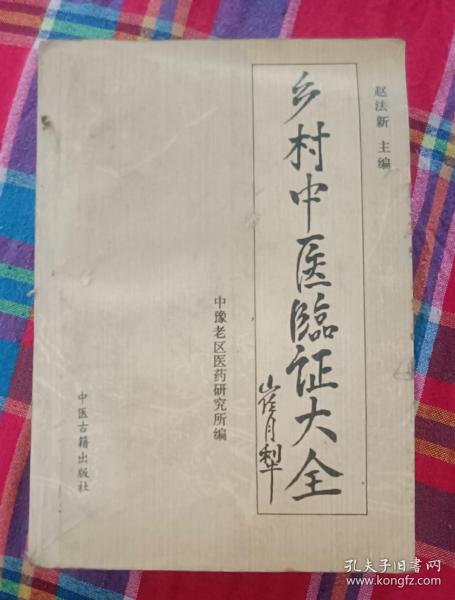 赵法新 主编
乡村中医临证大全
崔月犁
中豫老区医药研究所编
中医古籍出版社
孔夫子旧书网
www.kongfz.com